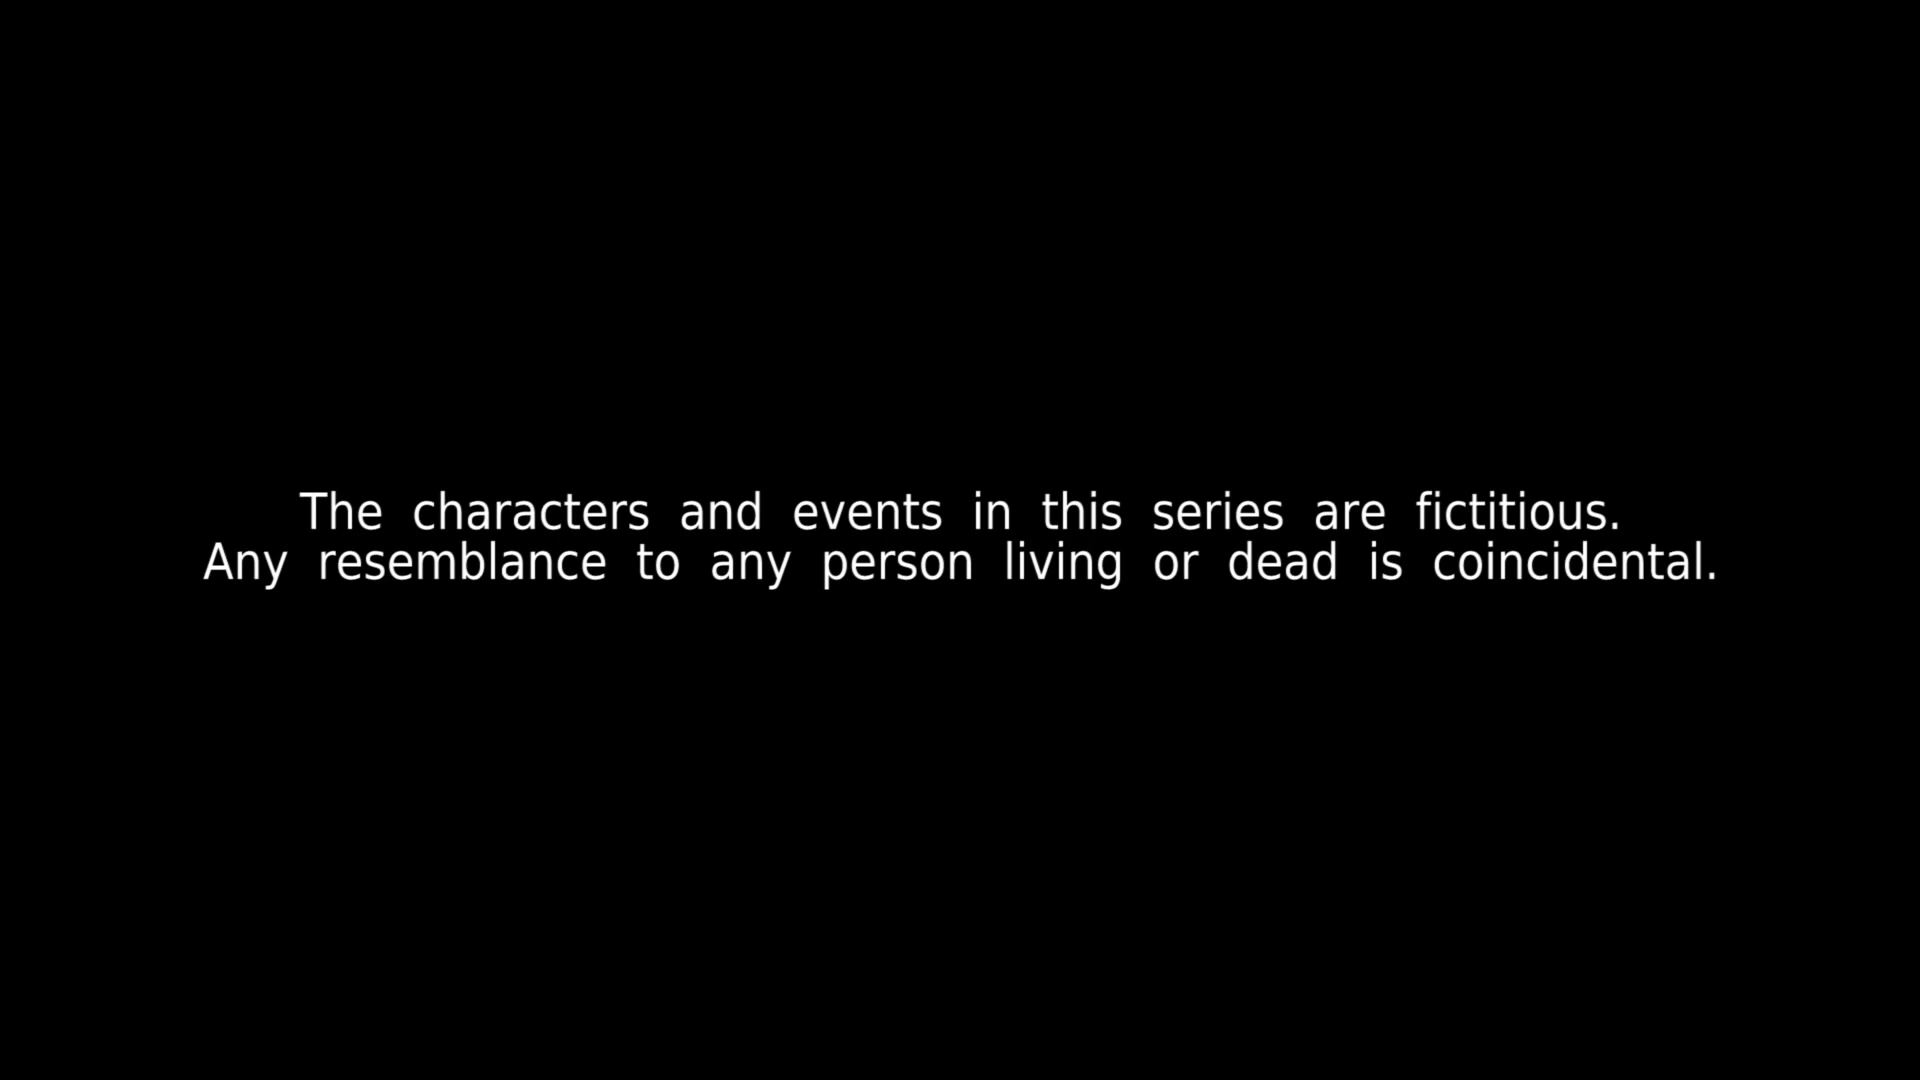 The characters and events in this series are fictitious.
Any resemblance to any person living or dead is coincidental.